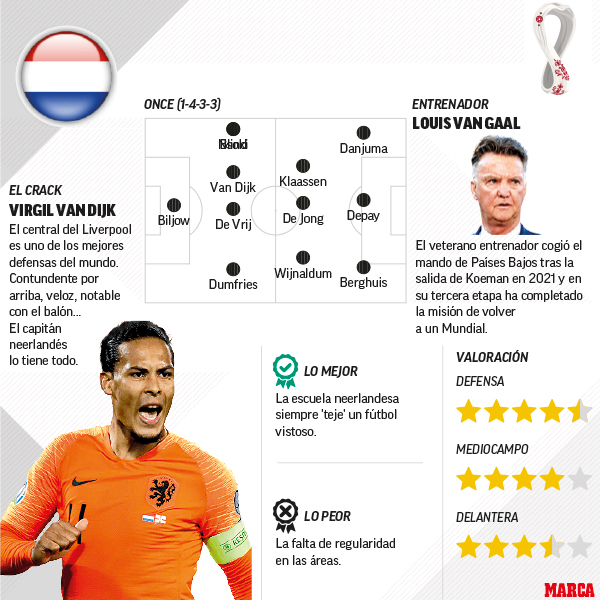 ONCE (1-4-3-3)
Danjuma
Van Dijk
Klaassen
Biljow
De Vrij
De Jong
Depay
Dumfries
Wijnaldum
Berghuis
ENTRENADOR
LOUIS VAN GAAL
El veterano entrenador cogió el
mando de Países Bajos tras la
salida de Koeman en 2021 y en
su tercera etapa ha completado
la misión de volver
a un Mundial.
EL CRACK
VIRGIL VAN DIJK
El central del Liverpool
es uno de los mejores
defensas del mundo.
Contundente por
arriba, veloz, notable
con el balón...
El capitán
neerlandés
lo tiene todo.
LO MEJOR
La escuela neerlandesa
siempre 'teje' un fútbol
vistoso.
LO PEOR
La falta de regularidad
en las áreas.
VALORACIÓN
DEFENSA
MEDIOCAMPO
DELANTERA
MARCA